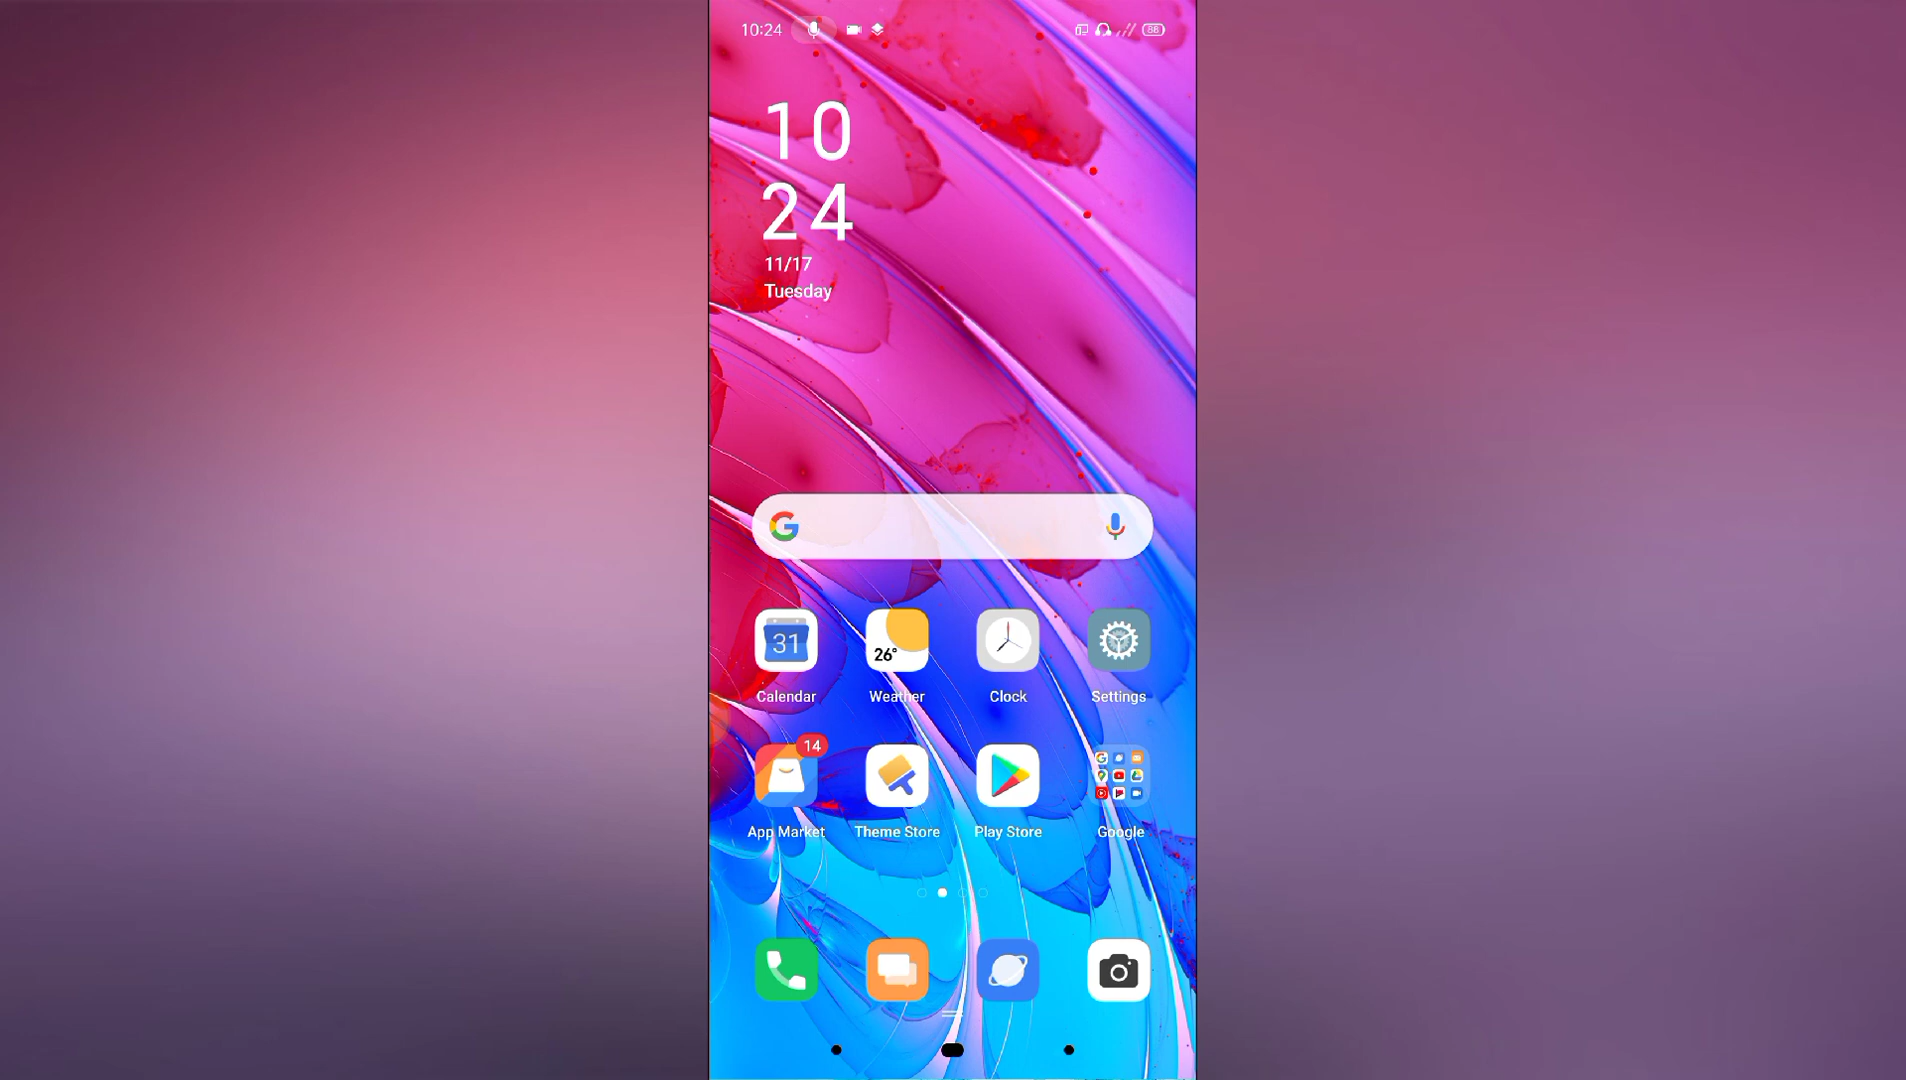 10:24
88
10
24
11/17
Tuesday
31
26°
Calendar
Weather
Clock
Settings
14
App Market
Theme Store
Play Store
Google